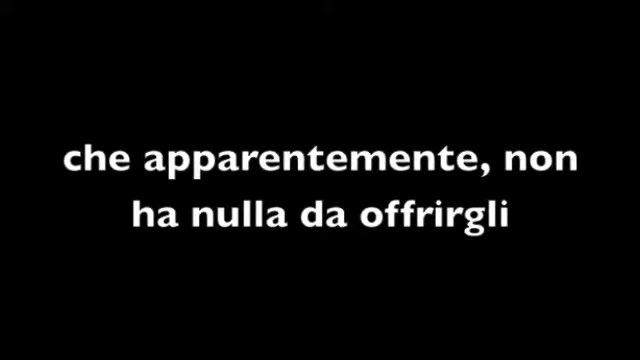 che apparentemente, non
ha nulla da offrirgli